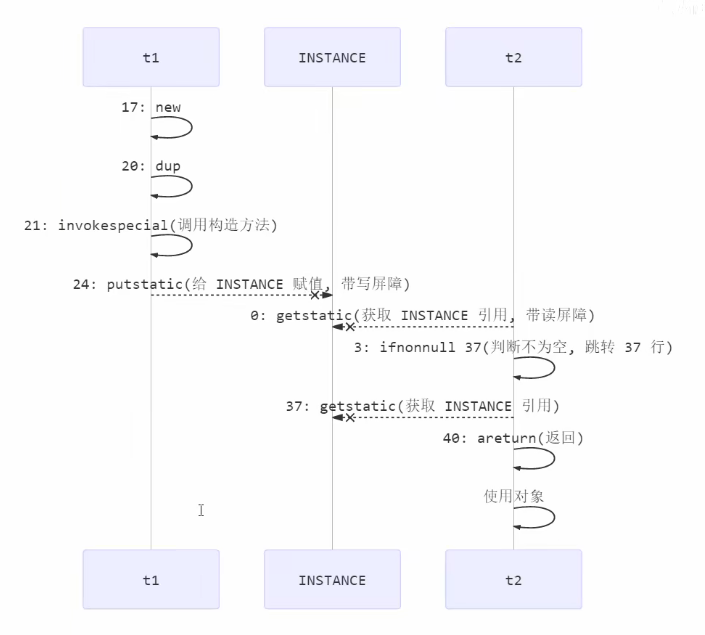 t1 INSTANCE t2
17: new
20: dup
21: invokespecial(调用构造方法)
24: putstatic(给 INSTANCE 赋值, 带写屏障)
0: getstatic(获取 INSTANCE 引用, 带读屏障)
3: ifnonnull 37(判断不为空, 跳转 37 行)
37: getstatic(获取 INSTANCE 引用)
40: areturn(返回)
使用对象
t1 INSTANCE t2